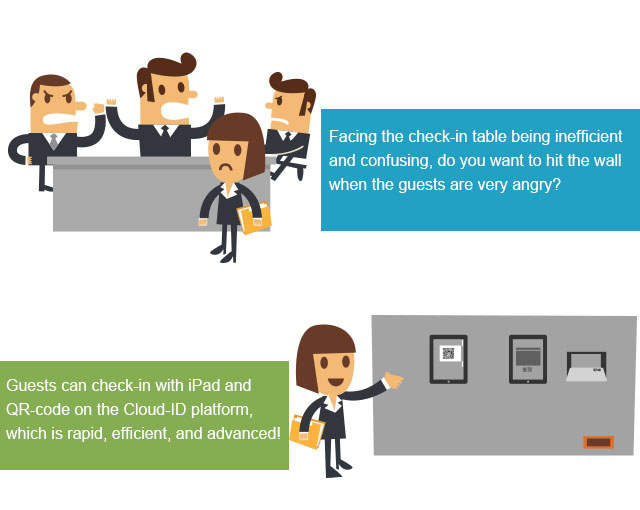 Facing the check-in table being inefficient
and confusing, do you want to hit the wall
when the guests are very angry?
Guests can check-in with iPad and
QR-code on the Cloud-ID platform,
which is rapid, efficient, and advanced!